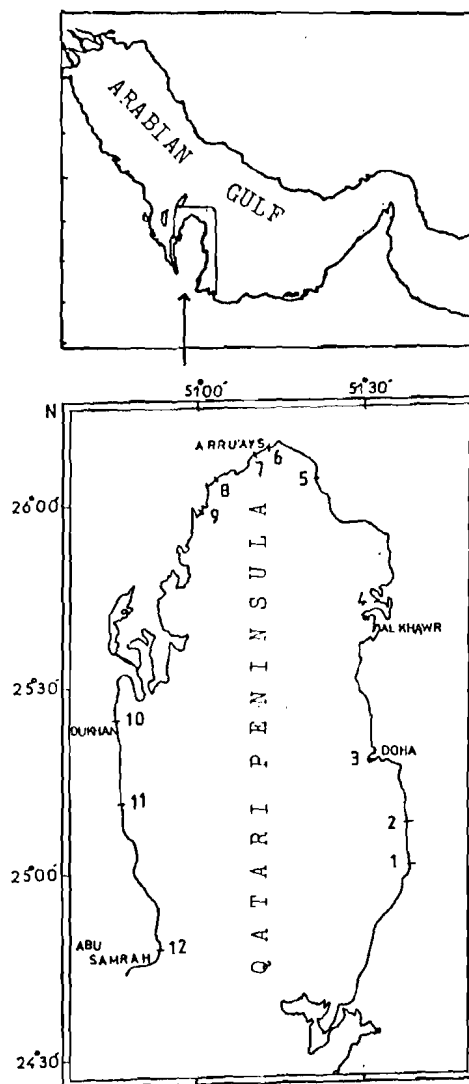 ARABIAN
GULF
51°00'
51°30'
N
ARRU'AYS
6
7
5
8
26°00'
9
4
AL KHAWR
25°30'
10
DUKHAN
3
DOHA
11
2
1
25°00'
ABU
SAMRAH
12
QATARI PENINSULA
24°30'